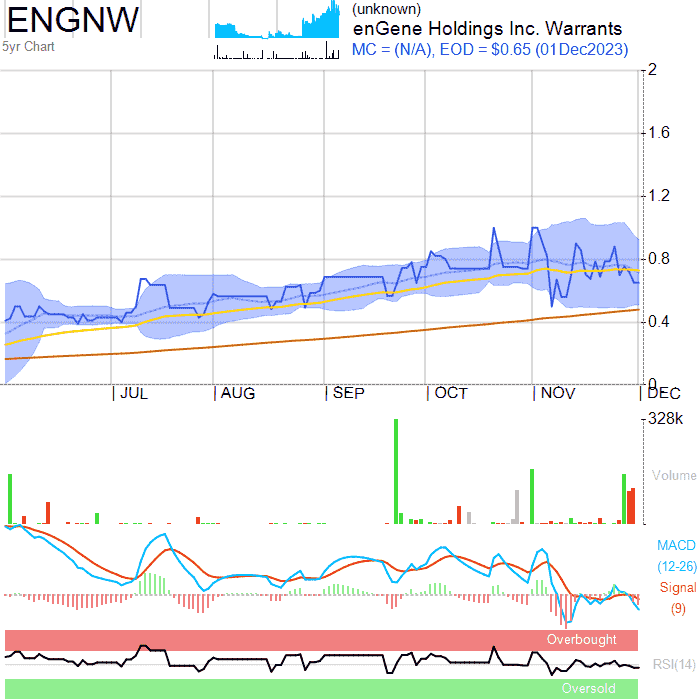 ENGNW
5yr Chart
(unknown)
enGene Holdings Inc. Warrants
MC = (N/A), EOD = $0.65 (01Dec2023)
2
1.6
1.2
0.8
0.4
0
JUL AUG SEP OCT NOV DEC
328k
Volume
MACD
(12-26)
Signal
(9)
Overbought
RSI(14)
Oversold